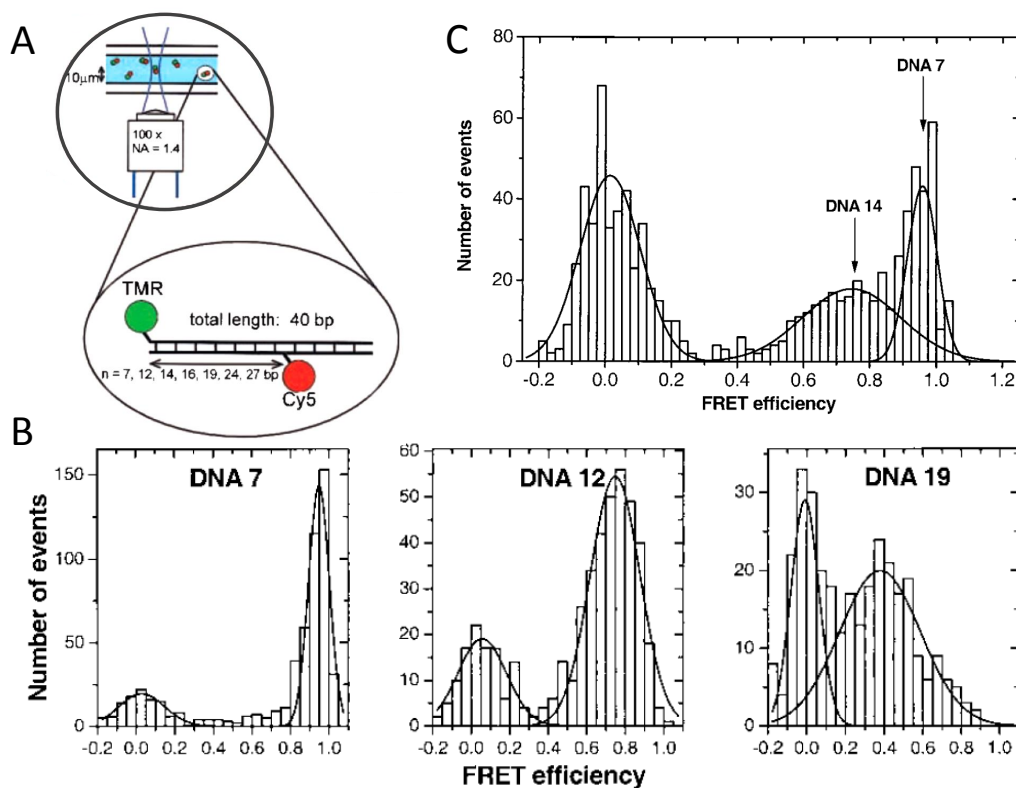 A
10μm
100 x
NA = 1.4
TMR
total length: 40 bp
n = 7, 12, 14, 16, 19, 24, 27 bp
Cy5
C
80
60
40
20
0
Number of events
DNA 7
DNA 14
-0.2 0.0 0.2 0.4 0.6 0.8 1.0 1.2
FRET efficiency
B
Number of events
DNA 7
150
100
50
0
-0.2 0.0 0.2 0.4 0.6 0.8 1.0
DNA 12
60
50
40
30
20
10
0
-0.2 0.0 0.2 0.4 0.6 0.8 1.0
DNA 19
30
20
10
0
-0.2 0.0 0.2 0.4 0.6 0.8 1.0
FRET efficiency